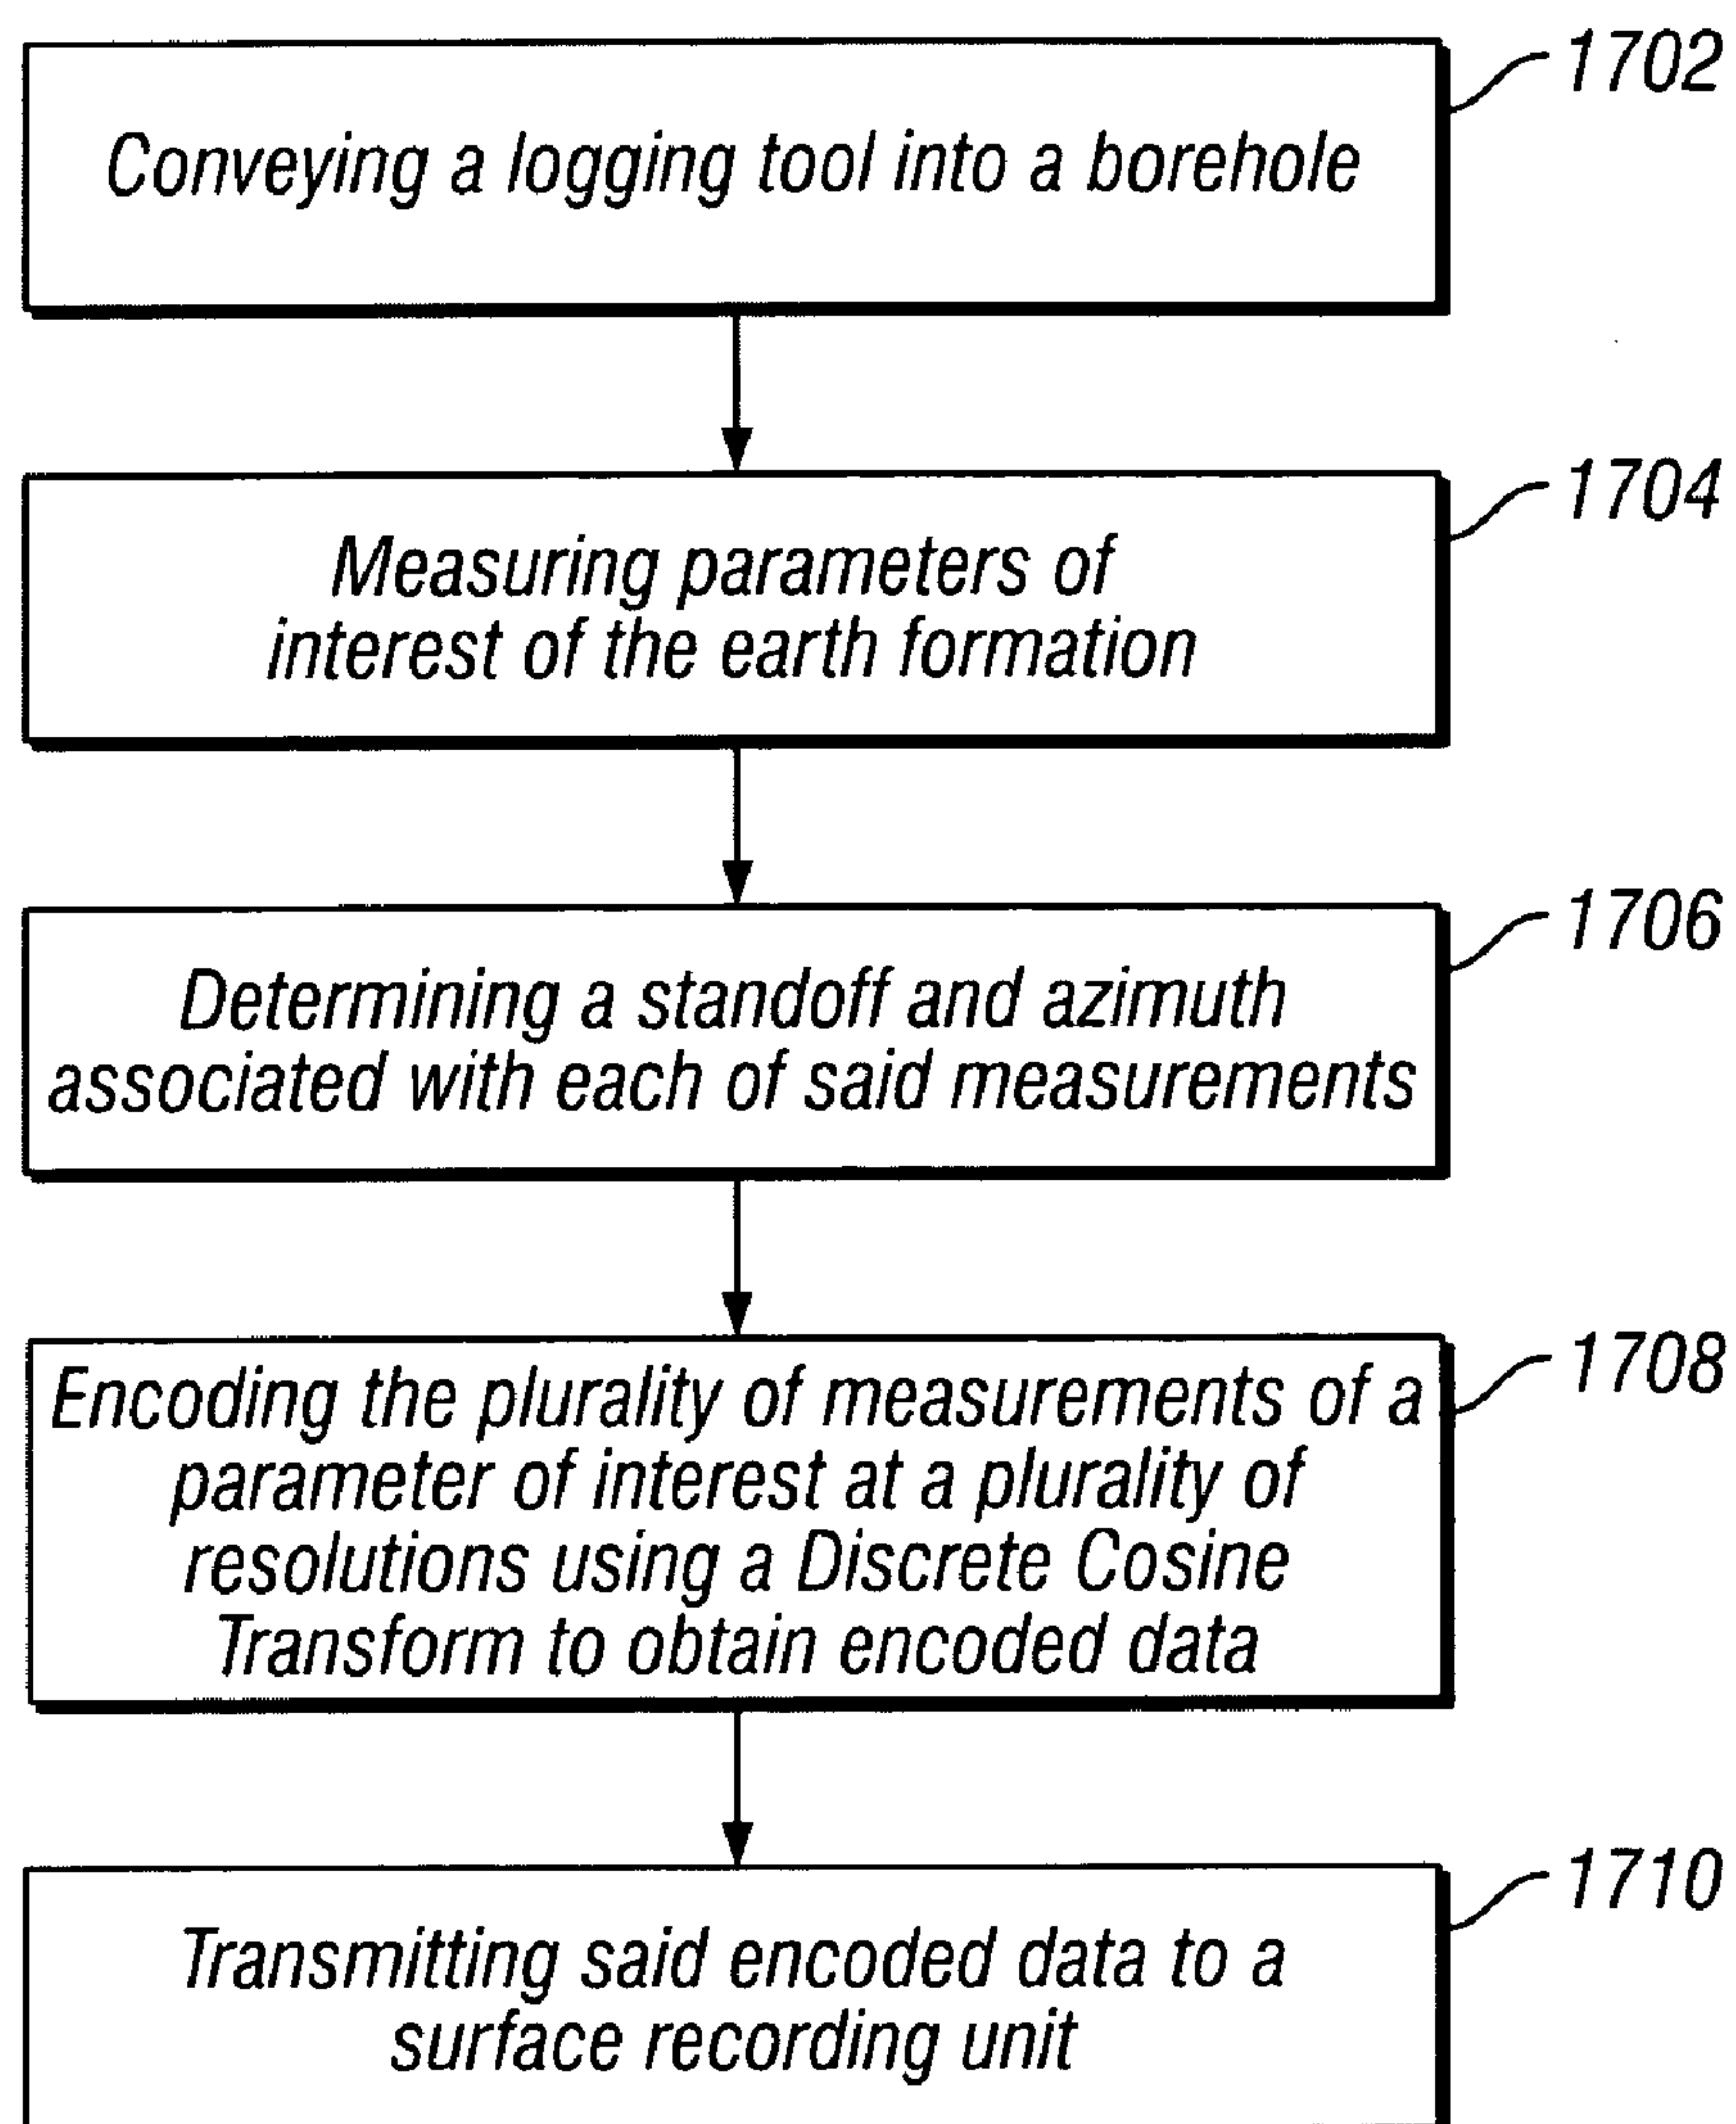 1702
Conveying a logging tool into a borehole
1704
Measuring parameters of
interest of the earth formation
1706
Determining a standoff and azimuth
associated with each of said measurements
1708
Encoding the plurality of measurements of a
parameter of interest at a plurality of
resolutions using a Discrete Cosine
Transform to obtain encoded data
1710
Transmitting said encoded data to a
surface recording unit